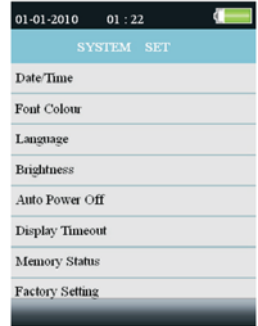 01-01-2010 01 : 22
SYSTEM SET
Date/Time
Font Colour
Language
Brightness
Auto Power Off
Display Timeout
Memory Status
Factory Setting